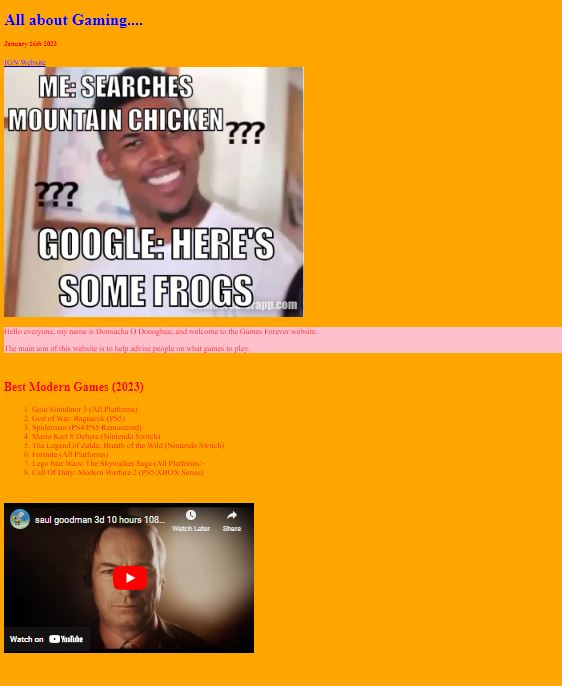 All about Gaming....
January 16th 2023
IGN Website
ME: SEARCHES
MOUNTAIN CHICKEN
???
???
GOOGLE: HERE'S
SOME FROGS
app.com
Hello everyone, my name is Donnacha O Donoghue, and welcome to the Games Forever website.
The main aim of this website is to help advise people on what games to play.
Best Modern Games (2023)
1. Goat Simulator 3 (All Platforms)
2. God of War: Ragnarok (PS5)
3. Spiderman (PS4/PS5 Remastered)
4. Mario Kart 8 Deluxe (Nintendo Switch)
5. The Legend of Zelda: Breath of the Wild (Nintendo Switch)
6. Fortnite (All Platforms)
7. Lego Star Wars: The Skywalker Saga (All Platforms>
8. Call Of Duty: Modern Warfare 2 (PS5/XBOX Series)
saul goodman 3d 10 hours 108...
Watch Later
Share
Watch on YouTube